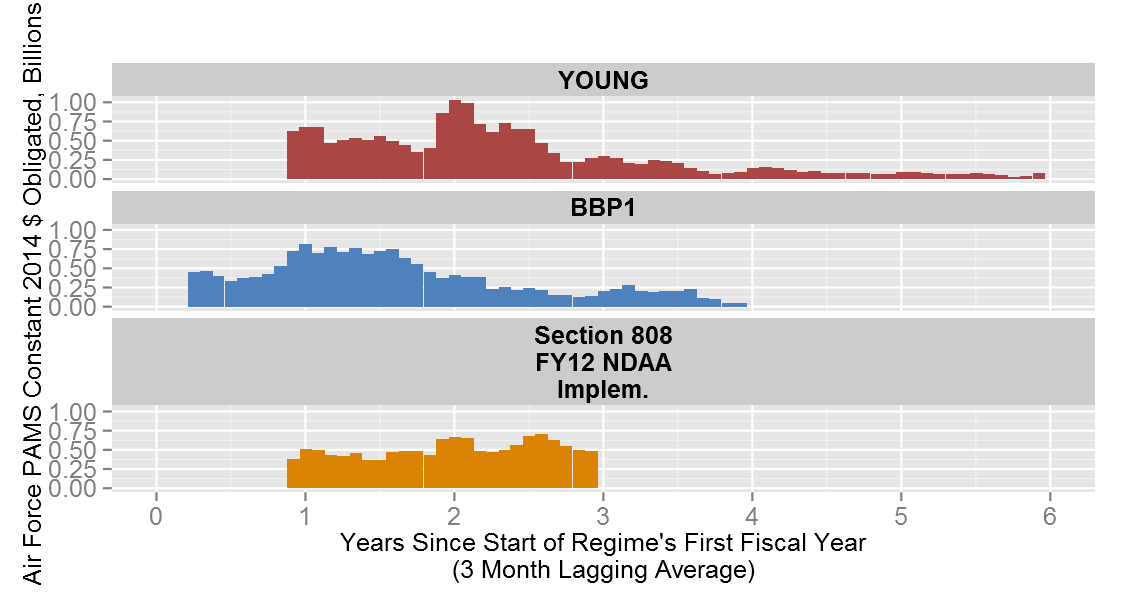 Air Force PAMS Constant 2014 $ Obligated, Billions
YOUNG
1.00
0.75
0.50
0.25
0.00
BBP1
1.00
0.75
0.50
0.25
0.00
Section 808
FY12 NDAA
Implem.
1.00
0.75
0.50
0.25
0.00
0 1 2 3 4 5 6
Years Since Start of Regime's First Fiscal Year
(3 Month Lagging Average)